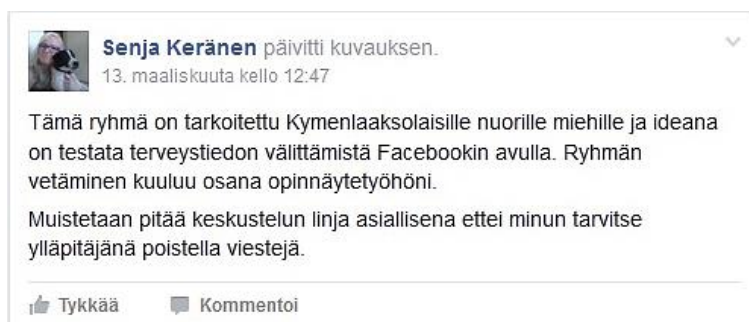 Senja Keränen päivitti kuvauksen.
13. maaliskuuta kello 12:47
Tämä ryhmä on tarkoitettu Kymenlaaksolaisille nuorille miehille ja ideana
on testata terveystiedon välittämistä Facebookin avulla. Ryhmän
vetäminen kuuluu osana opinnäytetyöhöni.
Muistetaan pitää keskustelun linja asiallisena ettei minun tarvitse
ylläpitäjänä poistella viestejä.
Tykkää Kommentoi